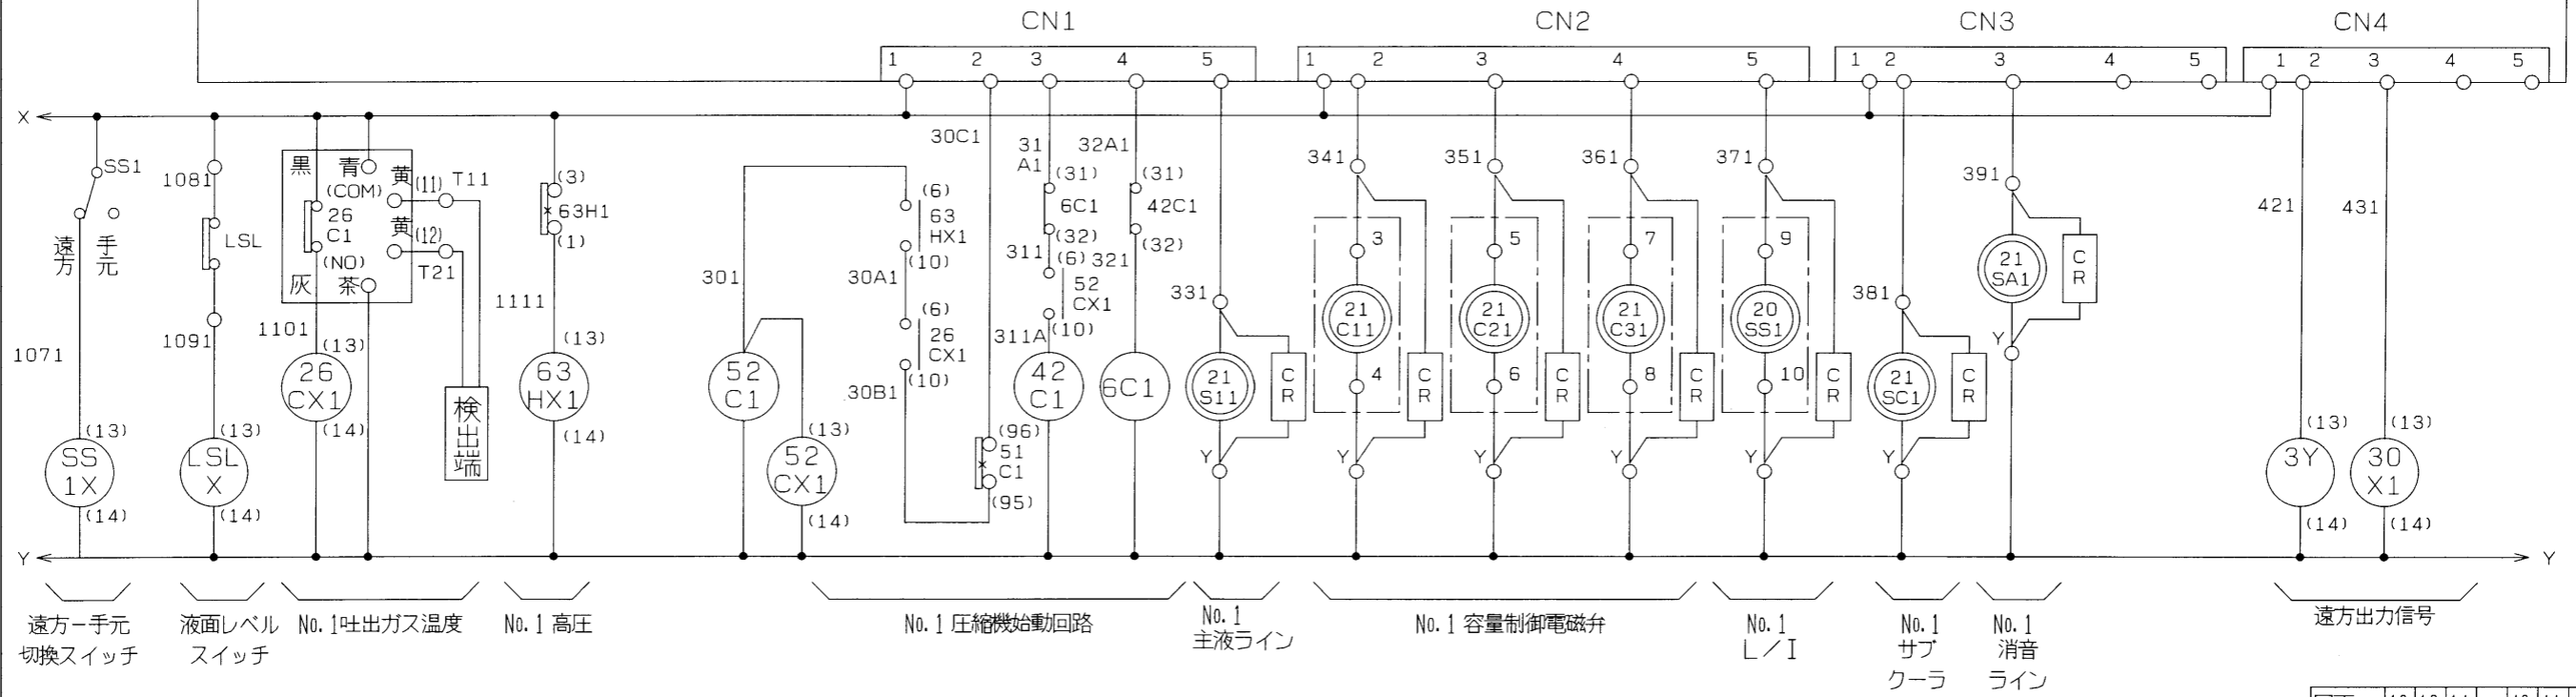 CN1
CN2
CN3
CN4
1 2 3 4 5
1 2 3 4 5
1 2 3 4 5
1 2 3 4 5
X
SS1
遠方
手元
1071
SS
1X
(13)
(14)
1081
LSL
1091
LSL
X
(13)
(14)
黒
青
(COM)
26
C1
(NO)
灰
茶
黄
(11)
T11
黄
(12)
T21
検出端
1101
(13)
26
CX1
(14)
(3)
63H1
(1)
1111
(13)
63
HX1
(14)
301
52
C1
(13)
52
CX1
(14)
(6)
63
HX1
(10)
30A1
(6)
26
CX1
(10)
30B1
30C1
(96)
51
C1
(95)
31
A1
(31)
6C1
(32)
311
(6)
52
CX1
(10)
311A
42
C1
32A1
(31)
42C1
(32)
321
6C1
331
21
S11
CR
Y
341
3
21
C11
4
CR
Y
351
5
21
C21
6
CR
Y
361
7
21
C31
8
CR
Y
371
9
20
SS1
10
CR
Y
381
21
SC1
CR
Y
391
21
SA1
CR
Y
421
(13)
3Y
(14)
431
(13)
30
X1
(14)
Y
Y
遠方−手元
切換スイッチ
液面レベル
スイッチ
No.1吐出ガス温度
No.1 高圧
No.1 圧縮機始動回路
No.1
主液ライン
No.1 容量制御電磁弁
No.1
L／I
No.1
サブ
クーラ
No.1
消音
ライン
遠方出力信号